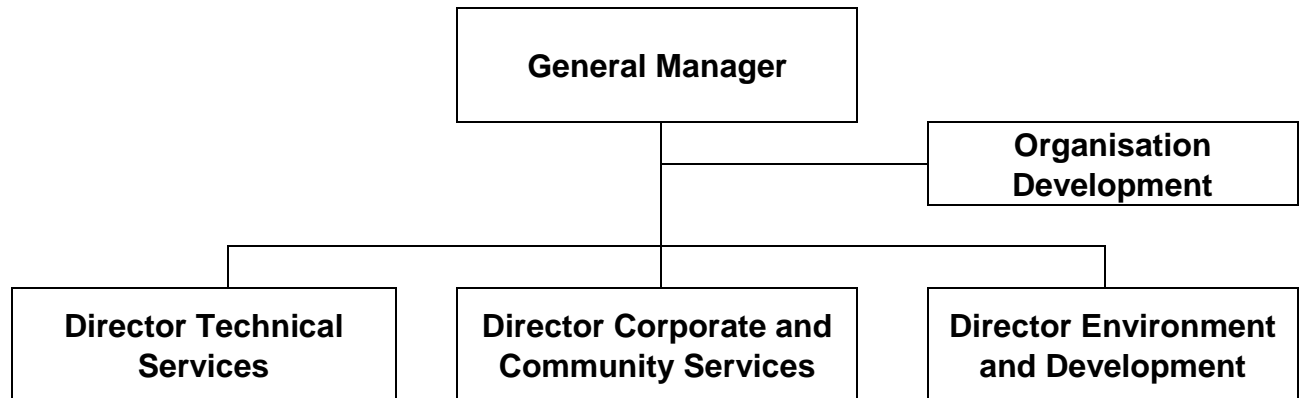 General Manager
Organisation
Development
Director Technical
Services
Director Corporate and
Community Services
Director Environment
and Development